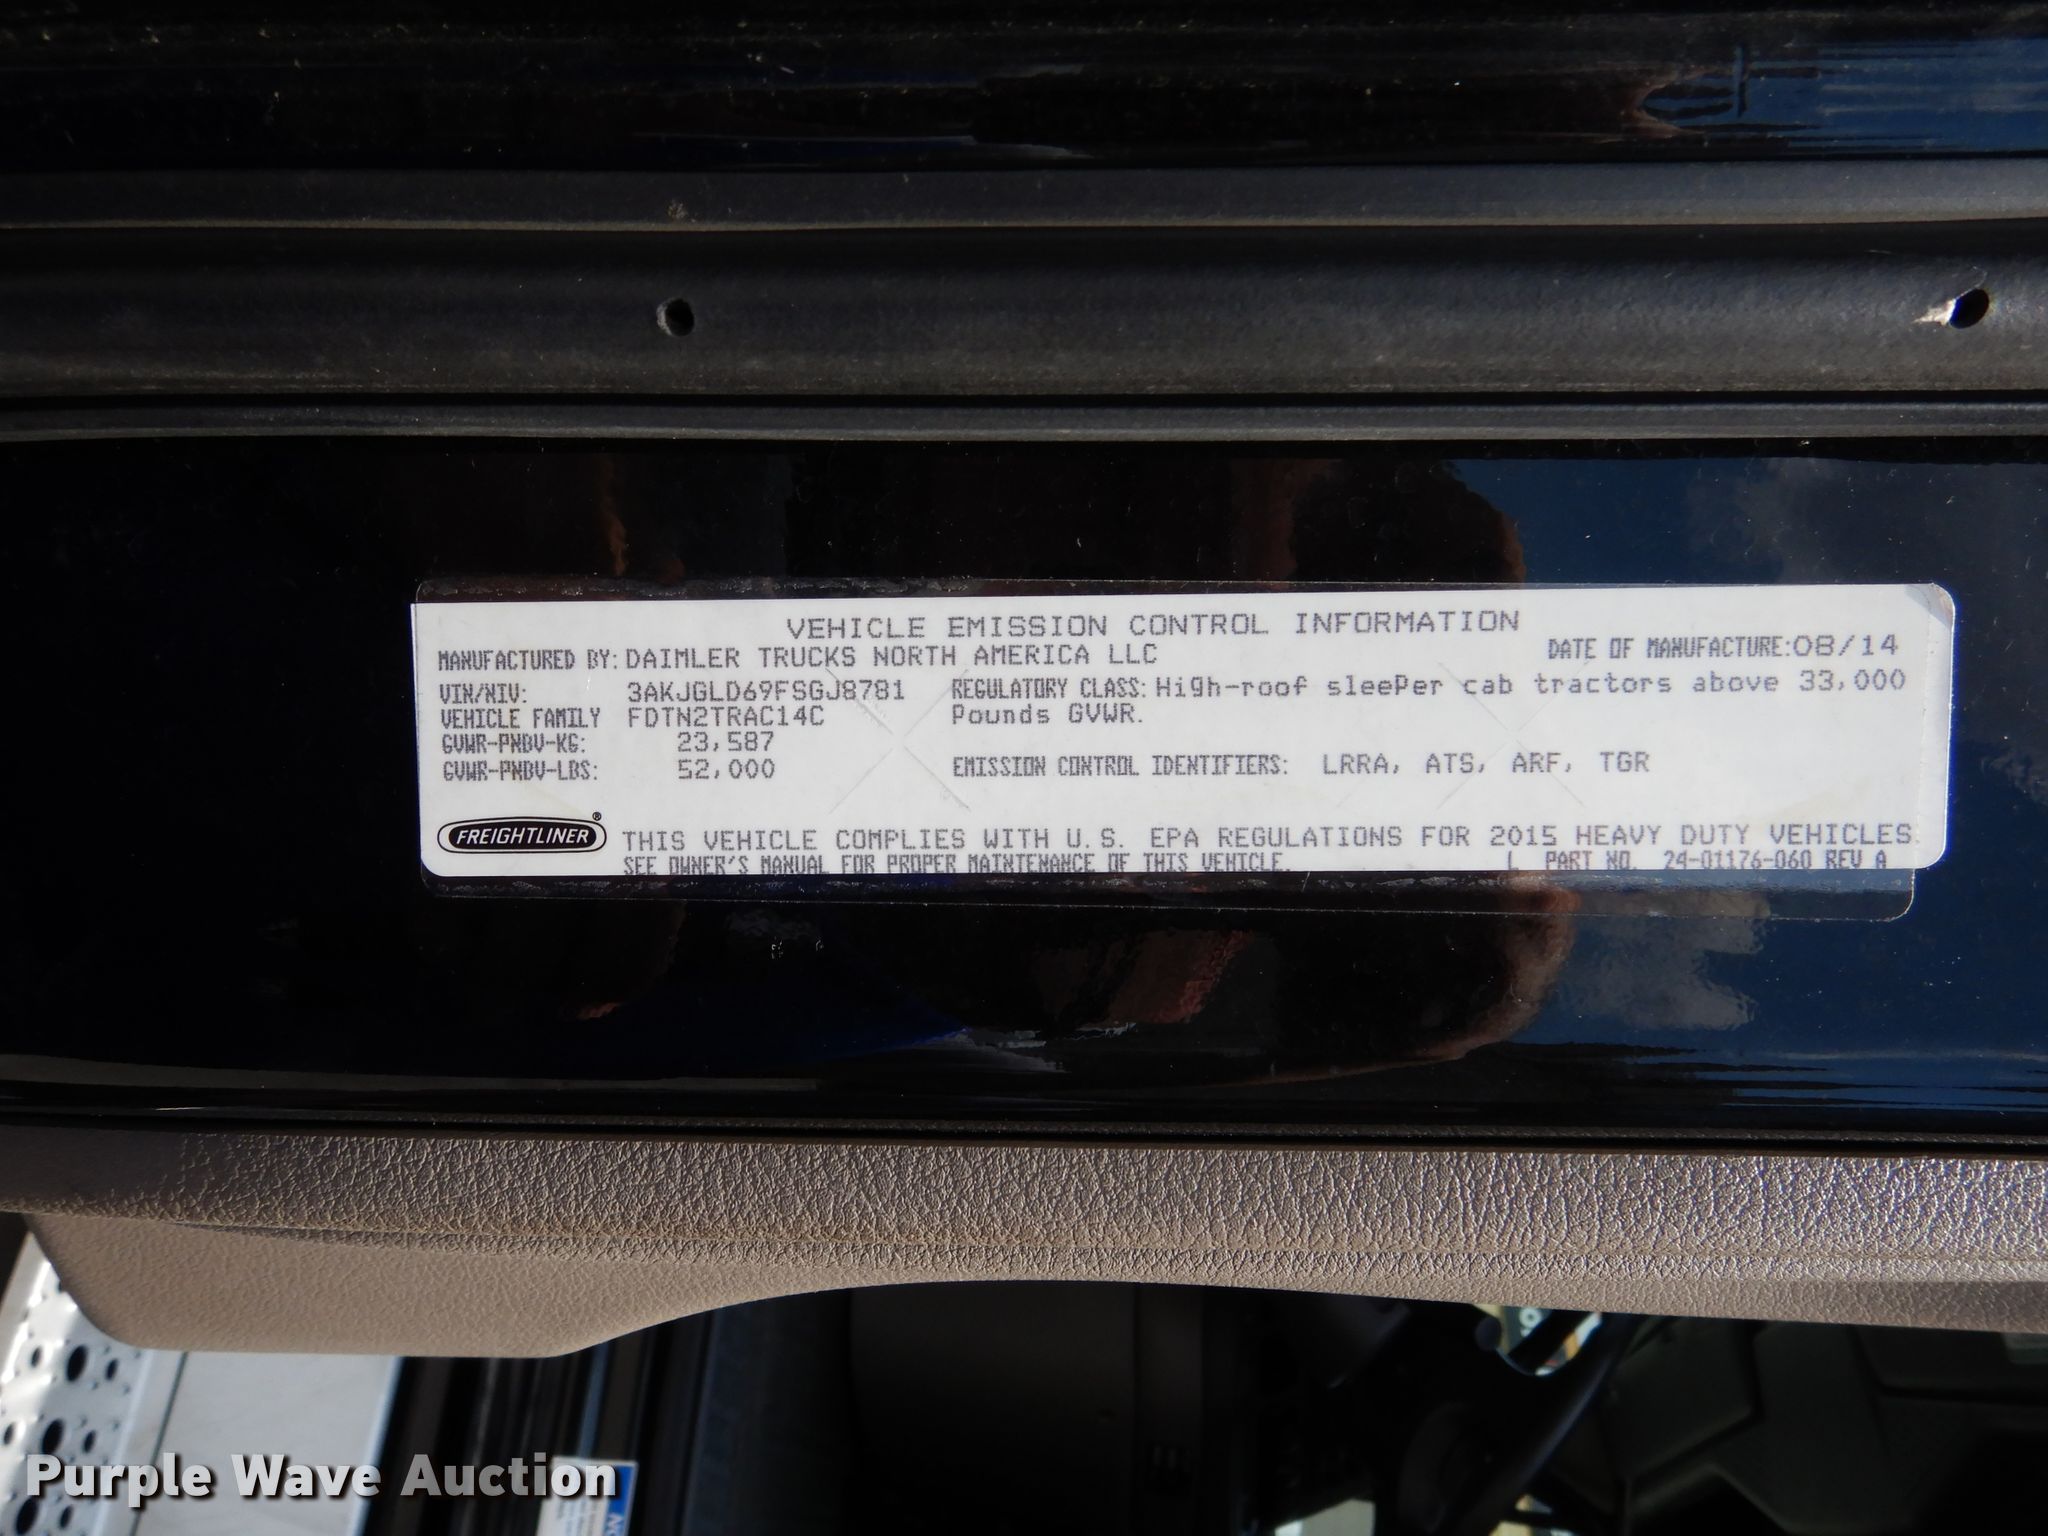 VEHICLE EMISSION CONTROL INFORMATION
MANUFACTURED BY: DAIMLER TRUCKS NORTH AMERICA LLC DATE OF MANUFACTURE: 08/14
VIN/NIV: 3AKJGLD69FSGJ8781 REGULATORY CLASS: High-roof sleePer cab tractors above 33,000
VEHICLE FAMILY FDTN2TRAC14C Pounds GVWR.
GVWR-PNBV-KG: 23,587
GVWR-PNBV-LBS: 52,000 EMISSION CONTROL IDENTIFIERS: LRRA, ATS, ARF, TGR
FREIGHTLINER® THIS VEHICLE COMPLIES WITH U.S. EPA REGULATIONS FOR 2015 HEAVY DUTY VEHICLES.
SEE OWNER'S MANUAL FOR PROPER MAINTENANCE OF THIS VEHICLE. L PART NO. 24-01176-060 REV A
Purple Wave Auction